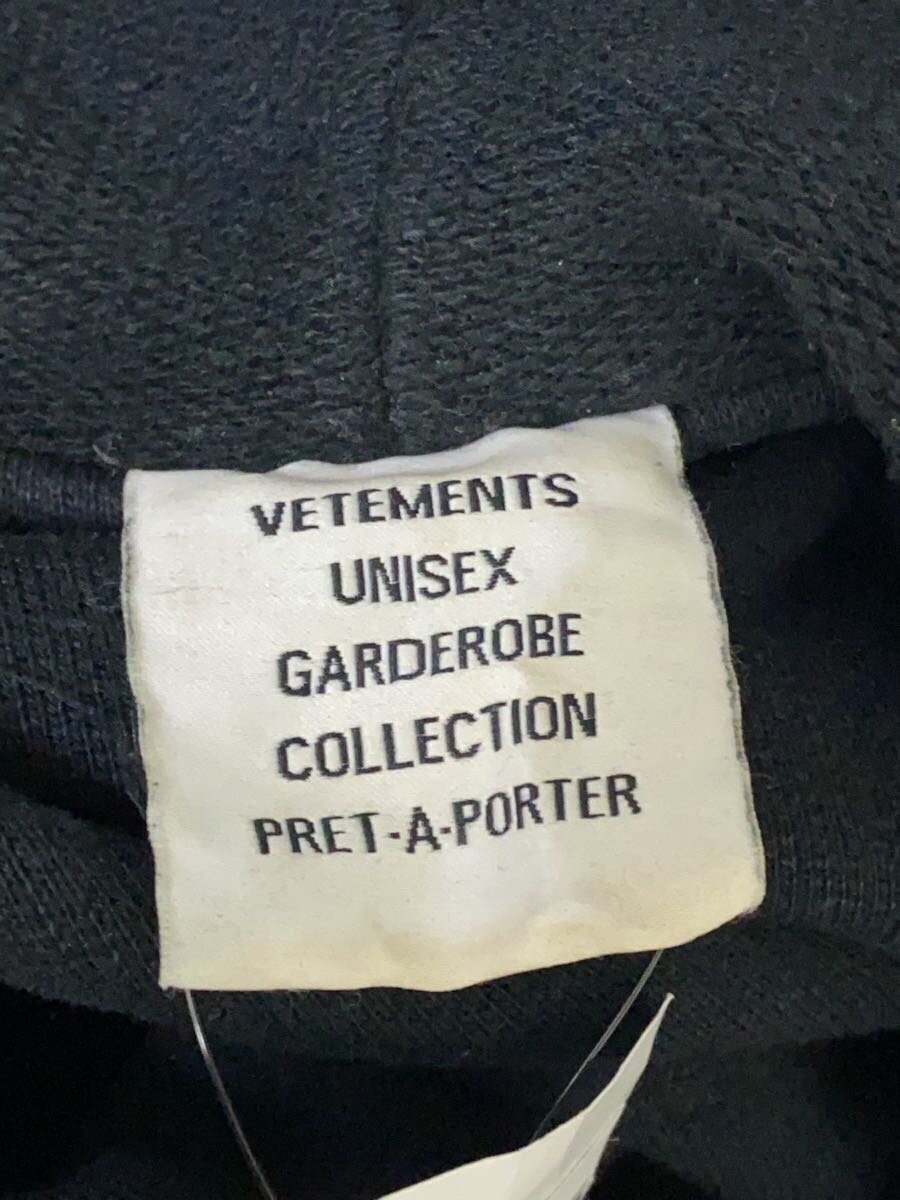 VETEMENTS
UNISEX
GARDEROBE
COLLECTION
PRET-A-PORTER